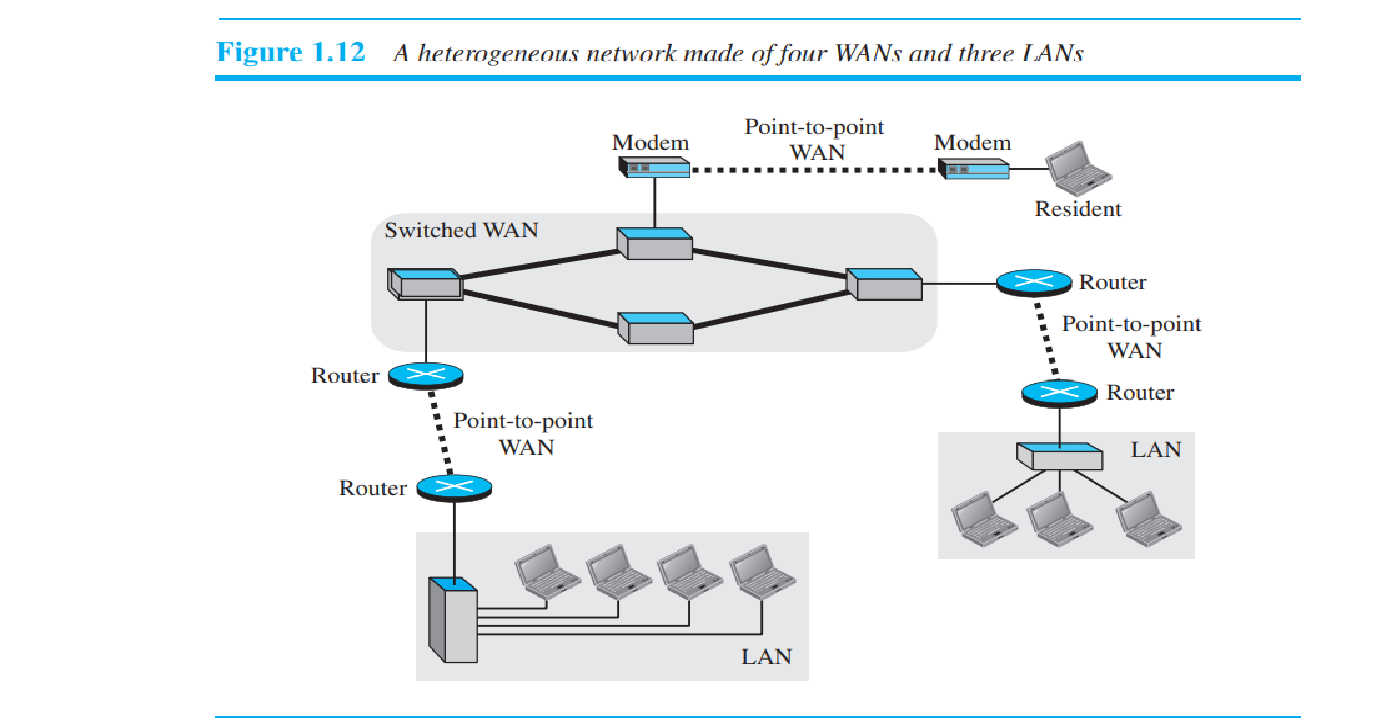 Figure 1.12 A heterogeneous network made of four WANs and three LANs
Point-to-point
WAN
Modem
Modem
Resident
Switched WAN
Router
Point-to-point
WAN
Router
Router
Point-to-point
WAN
Router
LAN
LAN